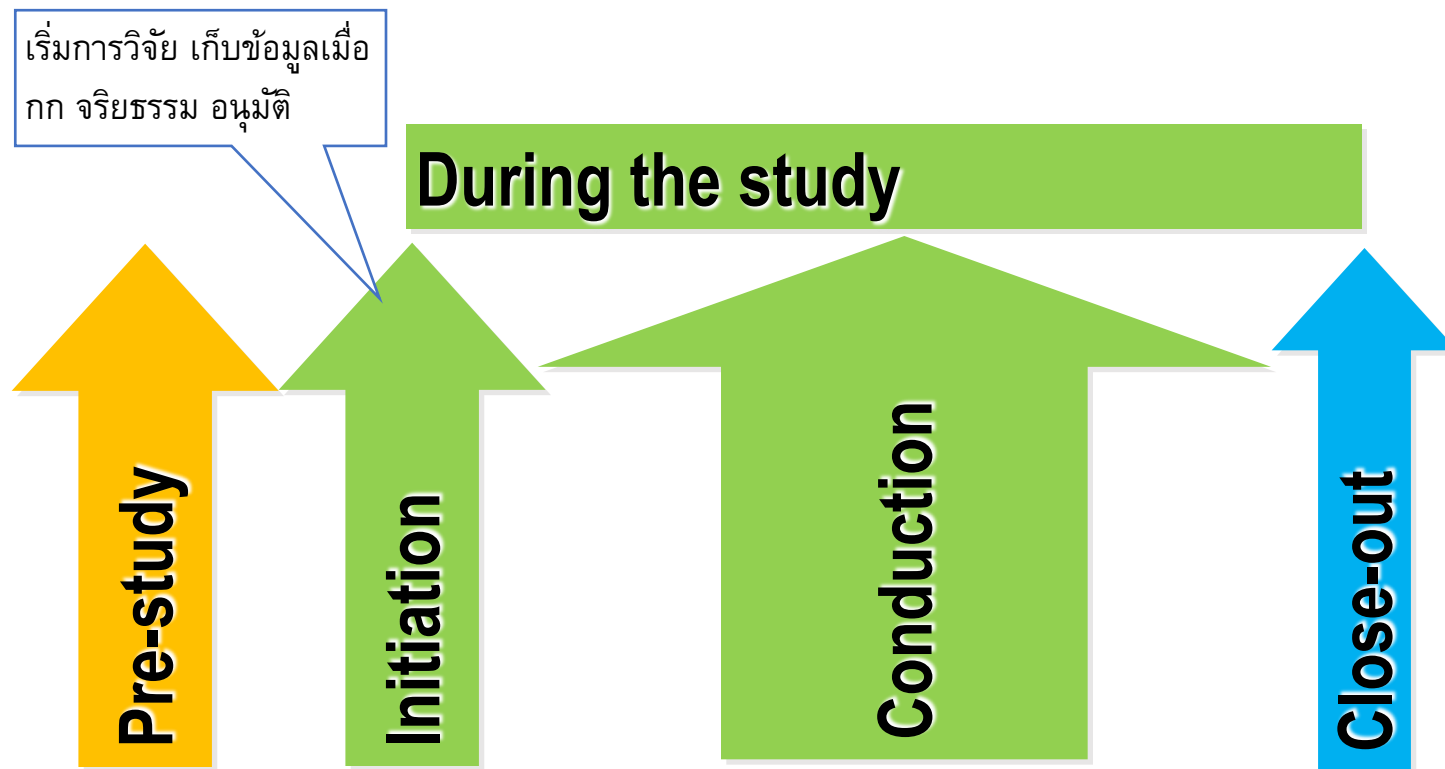 เริ่มการวิจัย เก็บข้อมูลเมื่อ
กก จริยธรรม อนุมัติ
During the study
Pre-study
Initiation
Conduction
Close-out